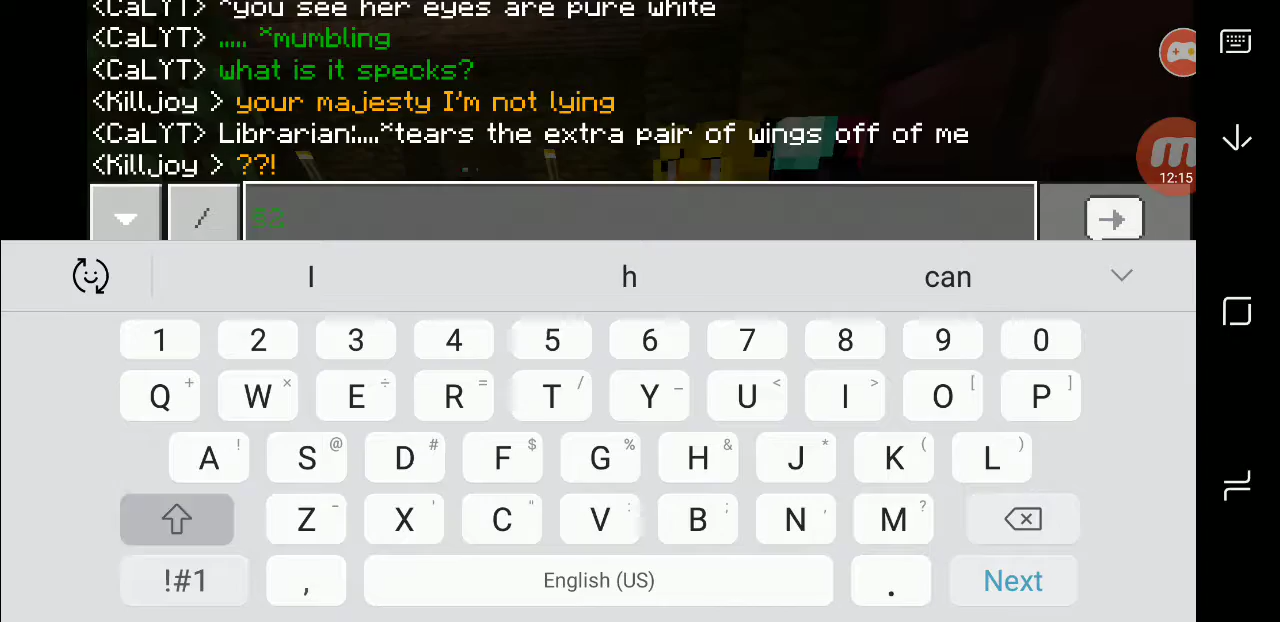 <CaLYT> *you see her eyes are pure white
<CaLYT> ..... *mumbling
<CaLYT> what is it specks?
<Killjoy > your majesty I'm not lying
<CaLYT> Librarian:....*tears the extra pair of wings off of me
<Killjoy > ??!
12:15
/ §2
I h can
1 2 3 4 5 6 7 8 9 0
Q + W × E ÷ R = T / Y _ U < I > O [ P ]
A ! S @ D # F $ G % H & J * K ( L )
Z - X ' C " V : B ; N , M ?
!#1 , English (US) . Next